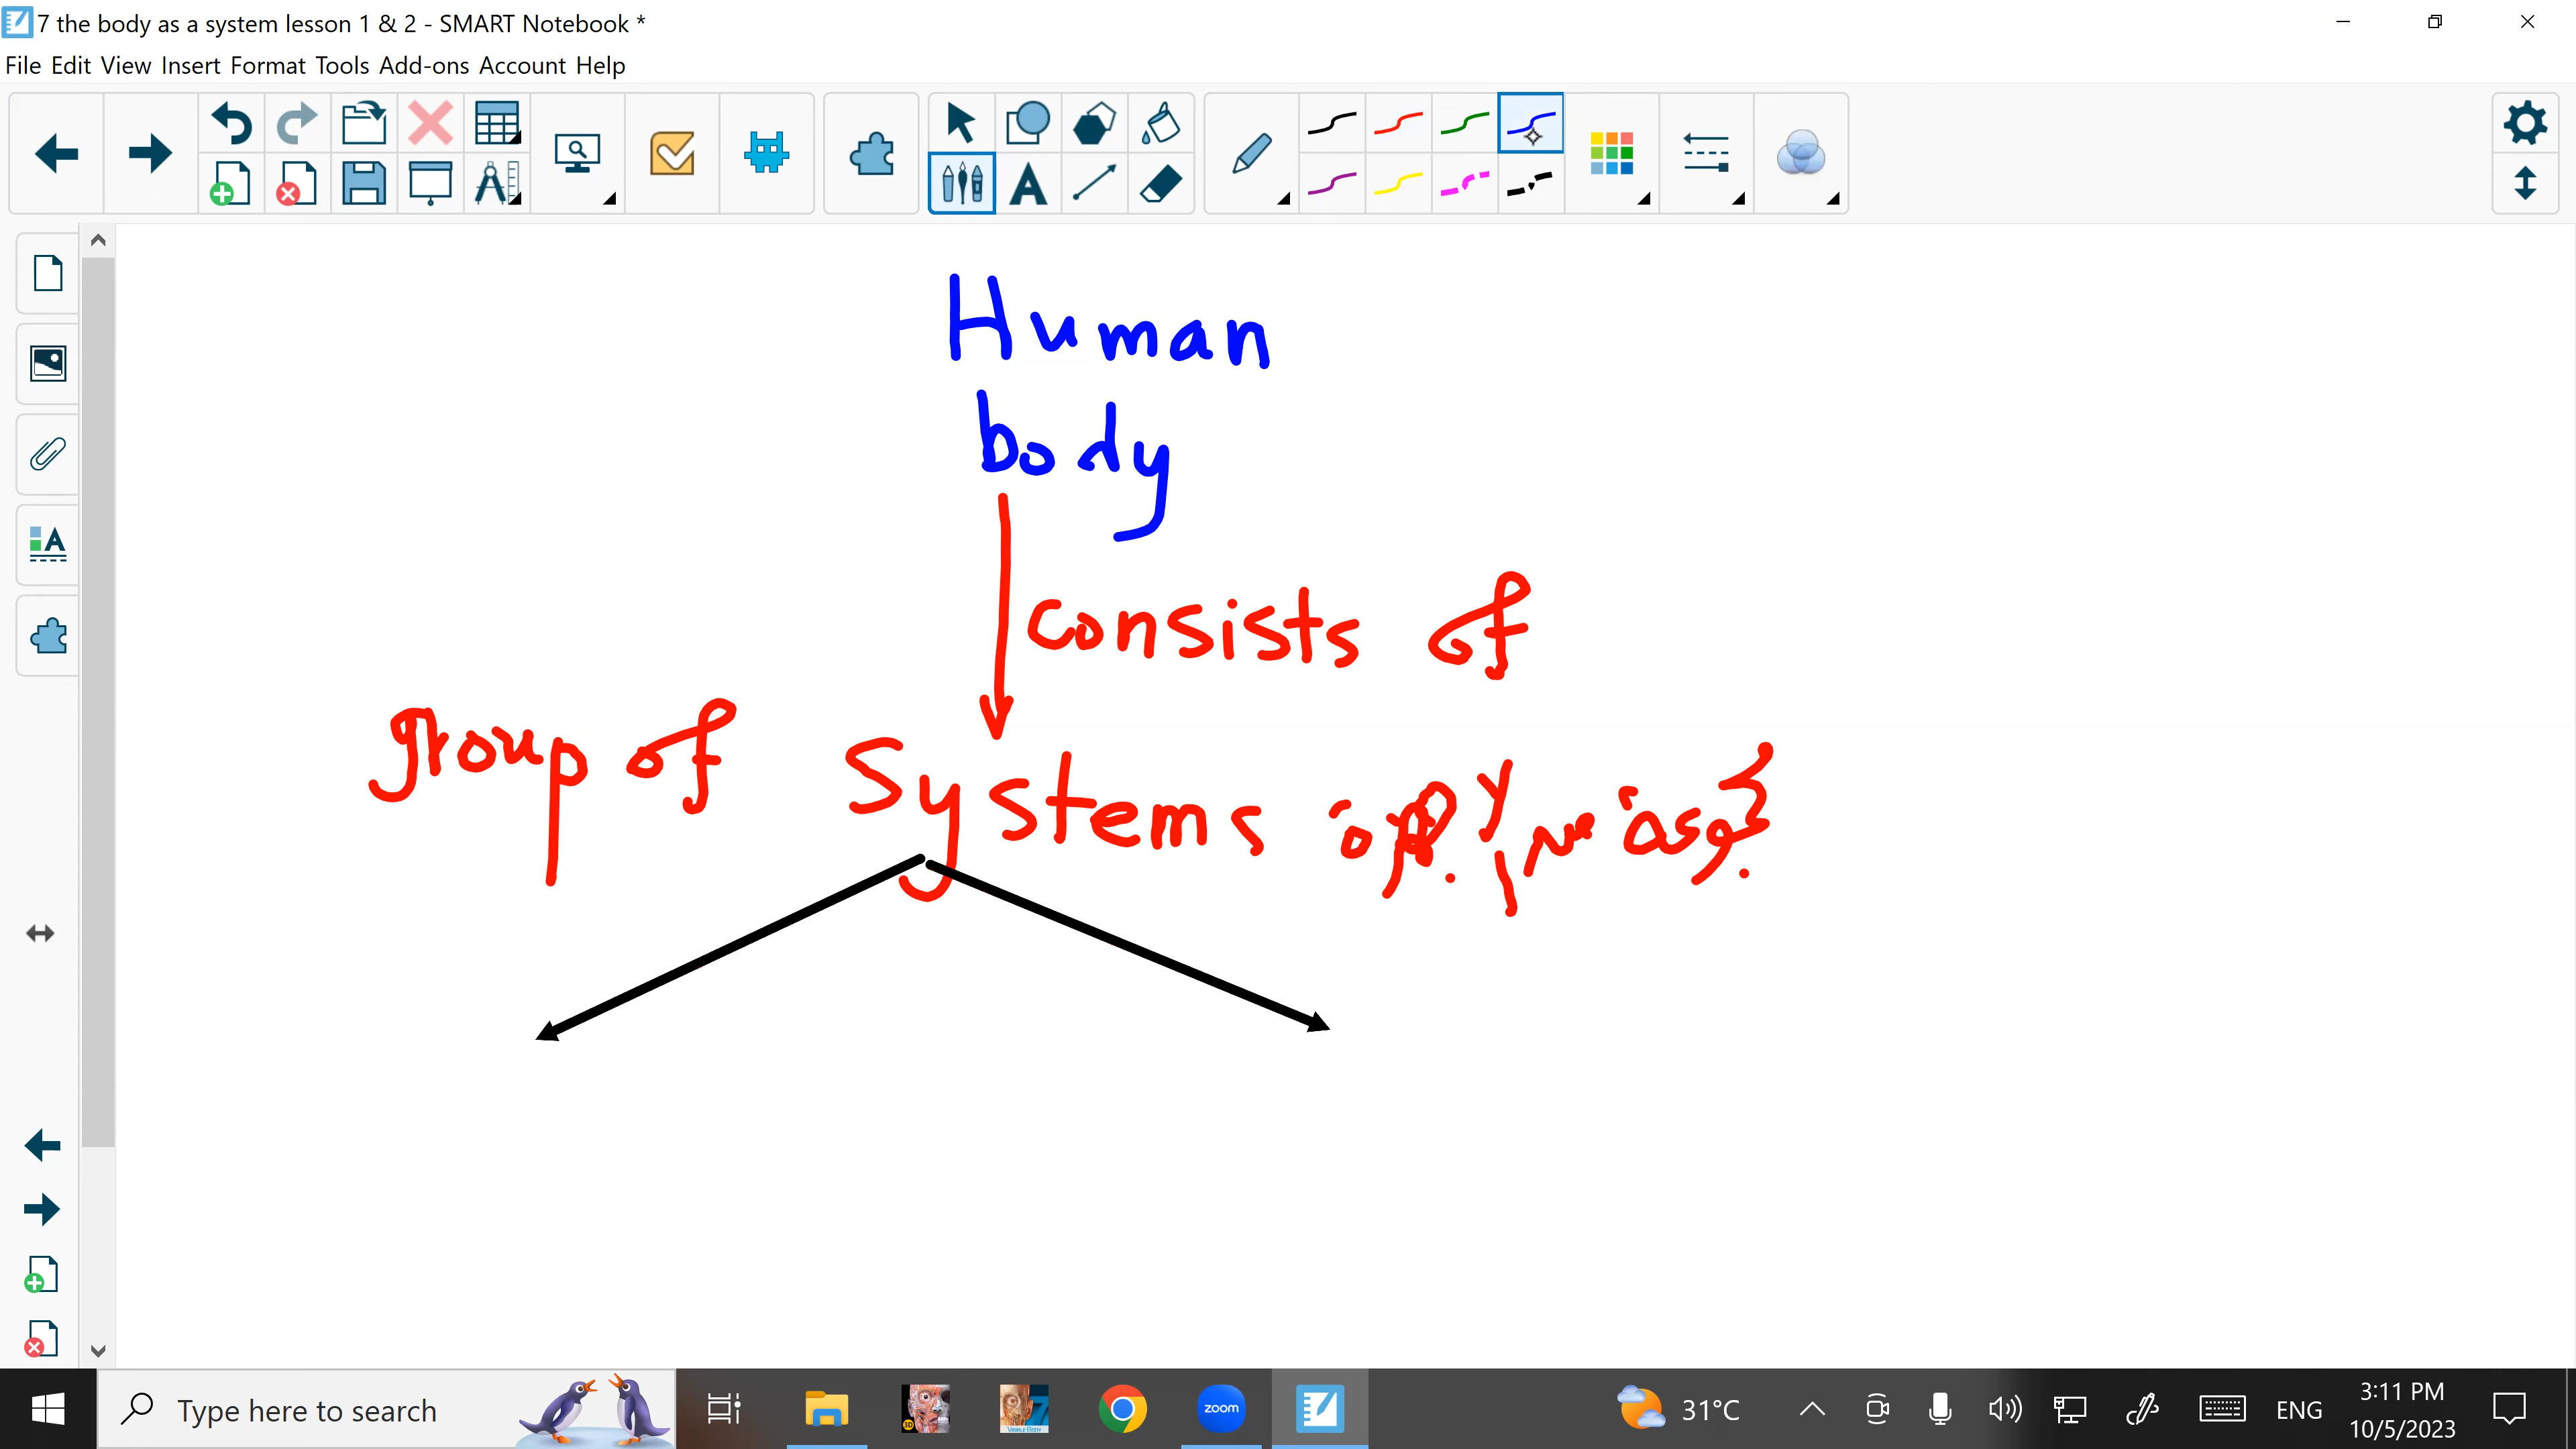 7 the body as a system lesson 1 & 2 - SMART Notebook *
File Edit View Insert Format Tools Add-ons Account Help
Human
body
consists of
group of Systems
Type here to search
zoom
31°C
ENG
3:11 PM
10/5/2023